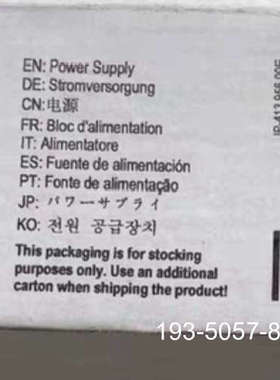 EN: Power Supply
DE: Stromversorgung
CN: 电源
FR: Bloc d'alimentation
IT: Alimentatore
ES: Fuente de alimentación
PT: Fonte de alimentação
JP: パワーサプライ
KO: 전원 공급장치
This packaging is for stocking
purposes only. Use an additional
carton when shipping the product!
193-5057-8